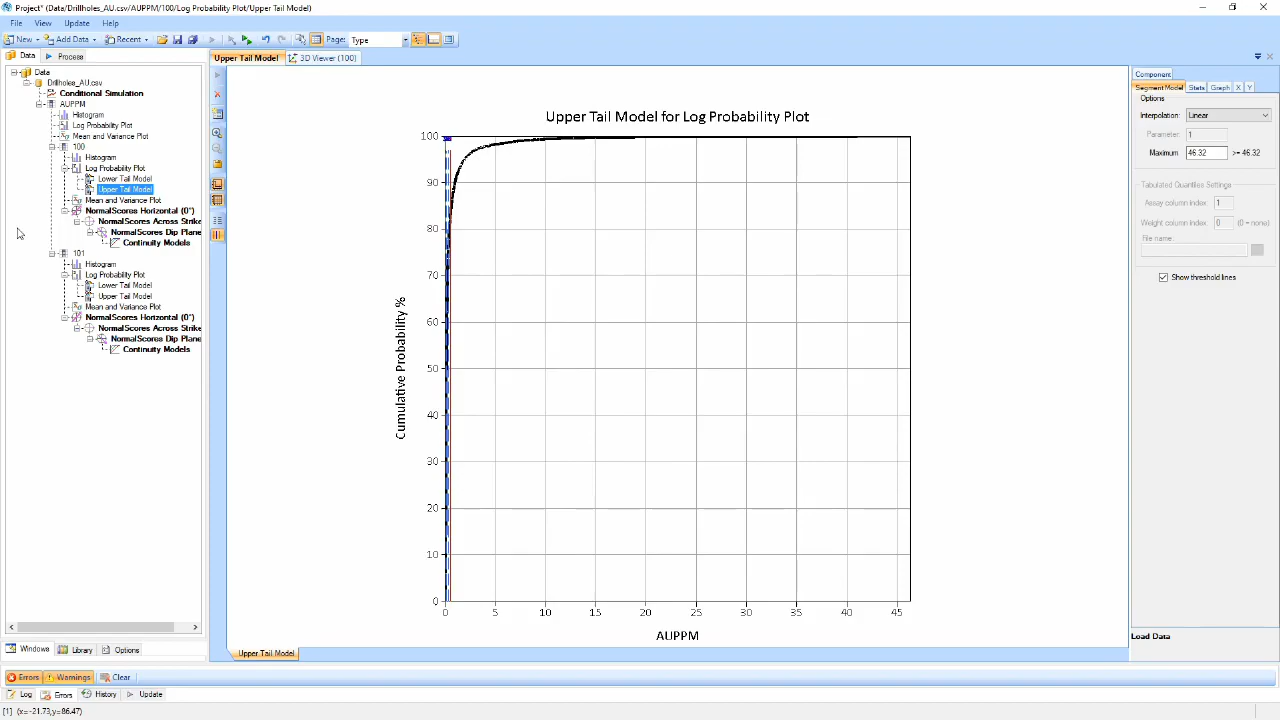 Project* (Data/Drillholes_AU.csv/AUPPM/100/Log Probability Plot/Upper Tail Model)
File View Update Help
New Add Data Recent Page: Type
Data Process
Upper Tail Model 3D Viewer (100)
Data
Drillholes_AU.csv
Conditional Simulation
AUPPM
Histogram
Log Probability Plot
Mean and Variance Plot
100
Histogram
Log Probability Plot
Lower Tail Model
Upper Tail Model
Mean and Variance Plot
NormalScores Horizontal (0°)
NormalScores Across Strike
NormalScores Dip Plane
Continuity Models
101
Histogram
Log Probability Plot
Lower Tail Model
Upper Tail Model
Mean and Variance Plot
NormalScores Horizontal (0°)
NormalScores Across Strike
NormalScores Dip Plane
Continuity Models
Windows Library Options
Upper Tail Model for Log Probability Plot
Cumulative Probability %
100
90
80
70
60
50
40
30
20
10
0
0 5 10 15 20 25 30 35 40 45
AUPPM
Upper Tail Model
Component
Segment Model Stats Graph X Y
Options
Interpolation: Linear
Parameter: 1
Maximum 46.32 >= 46.32
Tabulated Quantiles Settings
Assay column index: 1
Weight column index: 0 (0 = none)
File name:
Show threshold lines
Load Data
Errors Warnings Clear
Log Errors History Update
[1] (x=-21.73,y=86.47)